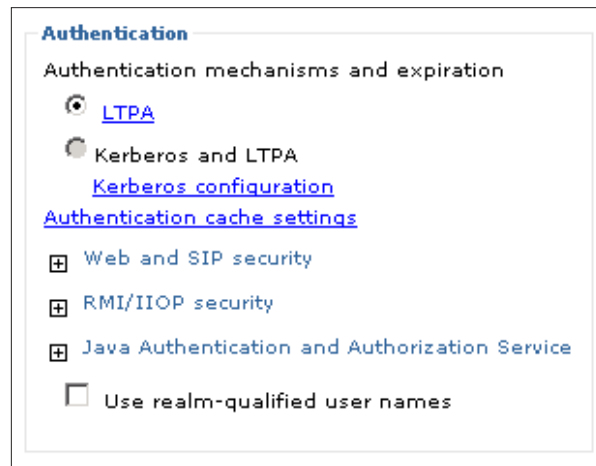 Authentication
Authentication mechanisms and expiration
LTPA
Kerberos and LTPA
Kerberos configuration
Authentication cache settings
Web and SIP security
RMI/IIOP security
Java Authentication and Authorization Service
Use realm-qualified user names